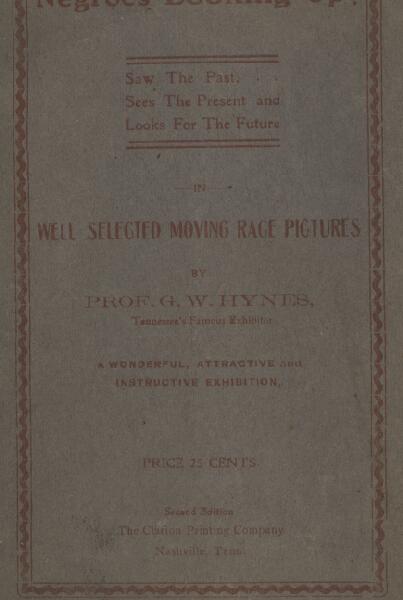 Negroes Looking Up!
Saw The Past. . .
Sees The Present and
Looks For The Future
IN
WELL SELECTED MOVING RACE PICTURES
BY
PROF. G. W. HYNES,
Tennessee's Famous Exhibitor
A WONDERFUL, ATTRACTIVE and
INSTRUCTIVE EXHIBITION,
PRICE 25 CENTS
Second Edition
The Clarion Printing Company
Nashville, Tenn.